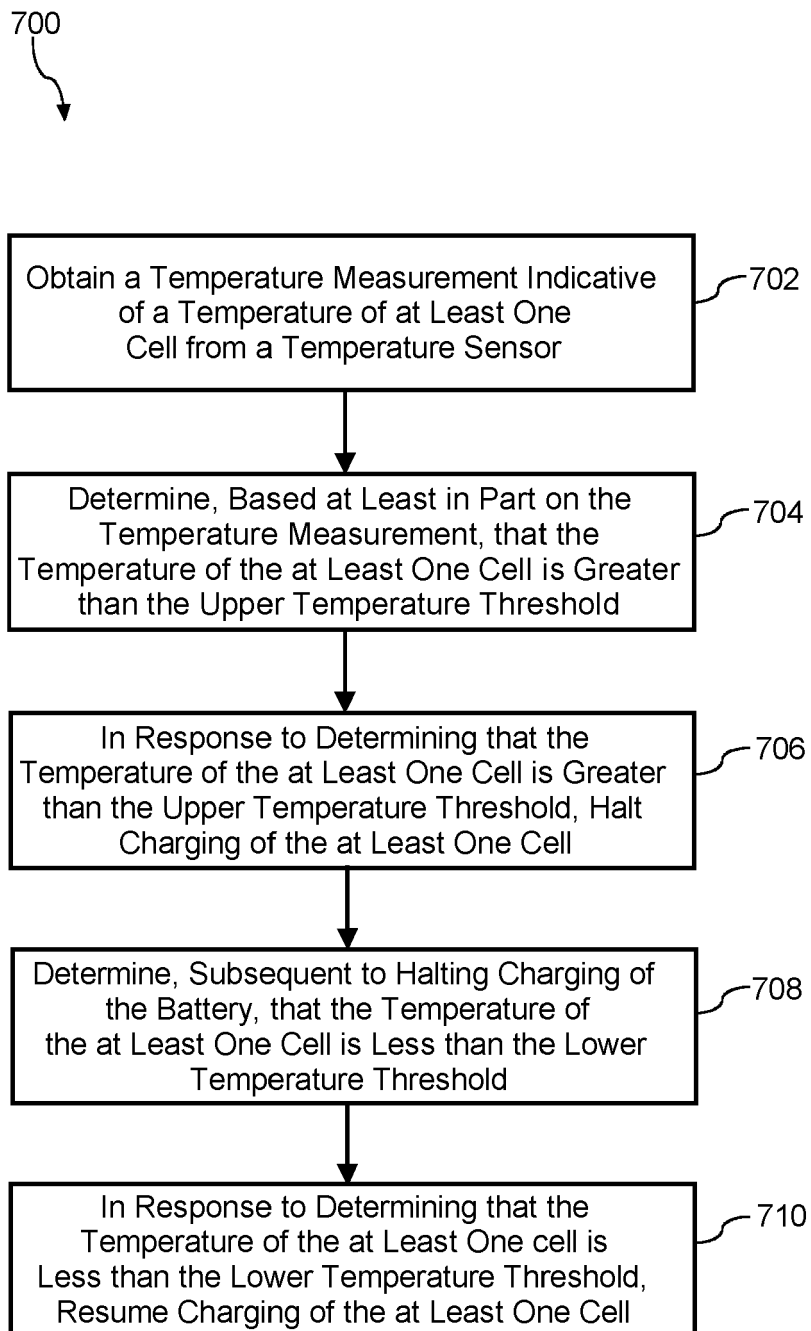 700
Obtain a Temperature Measurement Indicative
of a Temperature of at Least One
Cell from a Temperature Sensor
702
Determine, Based at Least in Part on the
Temperature Measurement, that the
Temperature of the at Least One Cell is Greater
than the Upper Temperature Threshold
704
In Response to Determining that the
Temperature of the at Least One Cell is Greater
than the Upper Temperature Threshold, Halt
Charging of the at Least One Cell
706
Determine, Subsequent to Halting Charging of
the Battery, that the Temperature of
the at Least One Cell is Less than the Lower
Temperature Threshold
708
In Response to Determining that the
Temperature of the at Least One cell is
Less than the Lower Temperature Threshold,
Resume Charging of the at Least One Cell
710